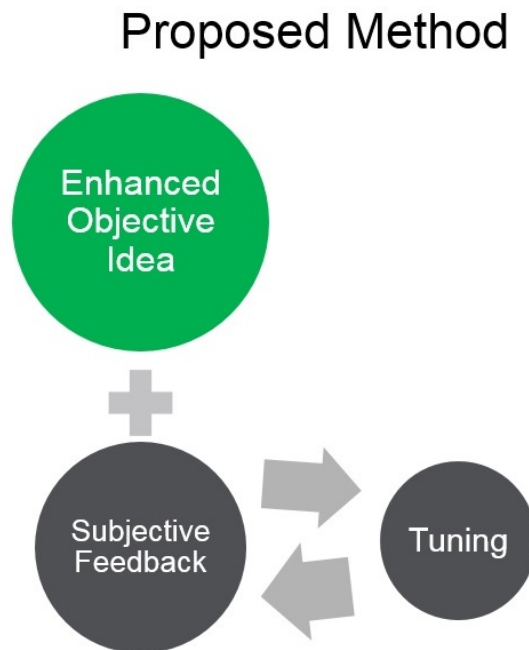 Proposed Method
Enhanced
Objective
Idea
Subjective
Feedback
Tuning